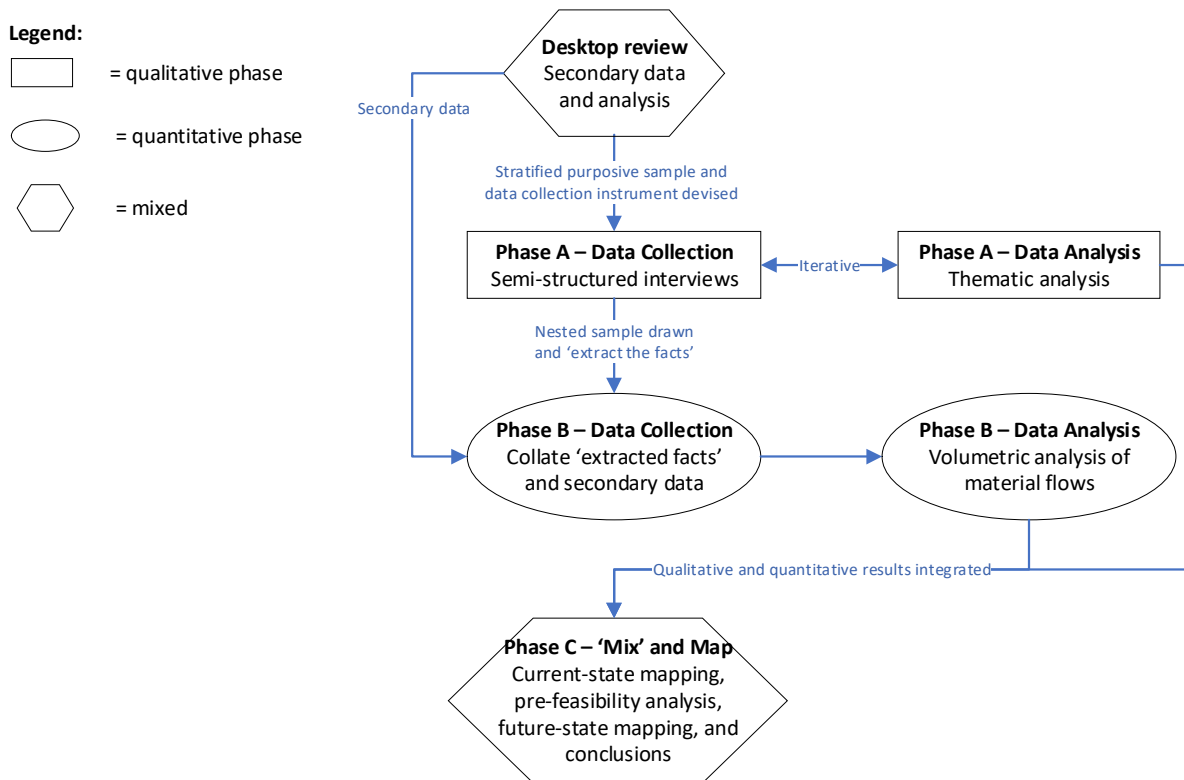 Legend:
= qualitative phase
= quantitative phase
= mixed
Desktop review
Secondary data
and analysis
Secondary data
Stratified purposive sample and
data collection instrument devised
Phase A – Data Collection
Semi-structured interviews
Iterative
Phase A – Data Analysis
Thematic analysis
Nested sample drawn
and ‘extract the facts’
Phase B – Data Collection
Collate ‘extracted facts’
and secondary data
Phase B – Data Analysis
Volumetric analysis of
material flows
Qualitative and quantitative results integrated
Phase C – ‘Mix’ and Map
Current-state mapping,
pre-feasibility analysis,
future-state mapping, and
conclusions